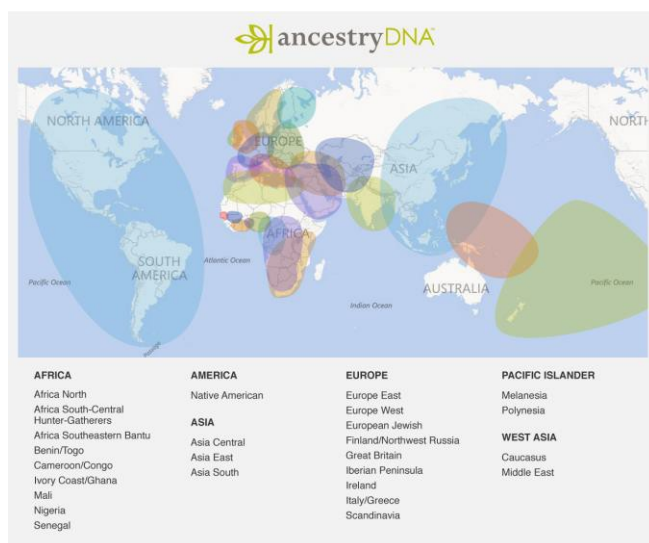 ancestryDNA
NORTH AMERICA
EUROPE
ASIA
NORTH
AFRICA
SOUTH
AMERICA
Atlantic Ocean
Pacific Ocean
Indian Ocean
AUSTRALIA
Pacific Ocean
AFRICA
Africa North
Africa South-Central
Hunter-Gatherers
Africa Southeastern Bantu
Benin/Togo
Cameroon/Congo
Ivory Coast/Ghana
Mali
Nigeria
Senegal
AMERICA
Native American
ASIA
Asia Central
Asia East
Asia South
EUROPE
Europe East
Europe West
European Jewish
Finland/Northwest Russia
Great Britain
Iberian Peninsula
Ireland
Italy/Greece
Scandinavia
PACIFIC ISLANDER
Melanesia
Polynesia
WEST ASIA
Caucasus
Middle East